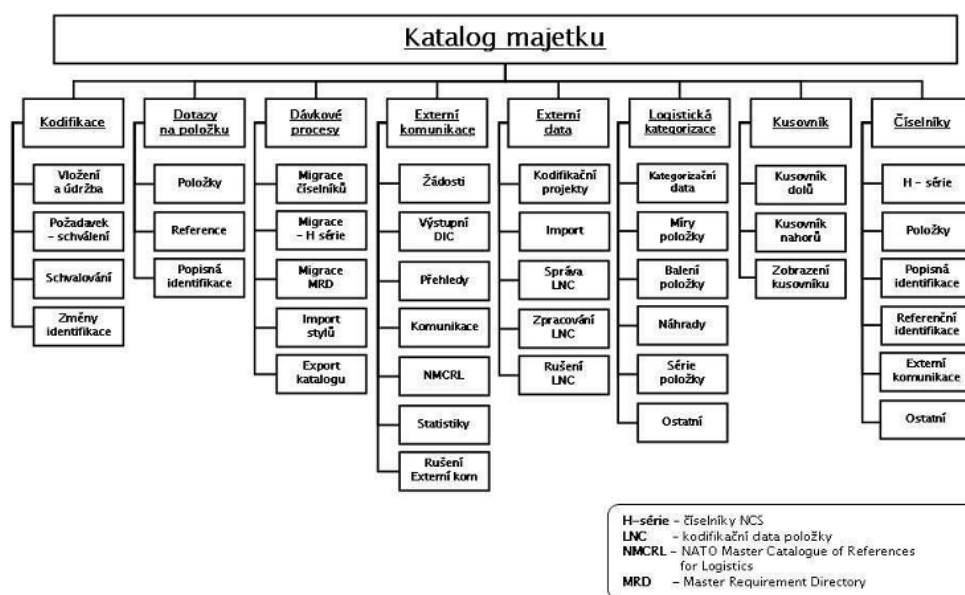 Katalog majetku
Kodifikace
Vložení
a údržba
Požadavek
– schválení
Schvalování
Změny
identifikace
Dotazy
na položku
Položky
Reference
Popisná
identifikace
Dávkové
procesy
Migrace
číselníků
Migrace
– H série
Migrace
MRD
Import
stylů
Export
katalogu
Externí
komunikace
Žádosti
Výstupní
DIC
Přehledy
Komunikace
NMCRL
Statistiky
Rušení
Externí kom
Externí
data
Kodifikační
projekty
Import
Správa
LNC
Zpracování
LNC
Rušení
LNC
Logistická
kategorizace
Kategorizační
data
Míry
položky
Balení
položky
Náhrady
Série
položky
Ostatní
Kusovník
Kusovník
dolů
Kusovník
nahorů
Zobrazení
kusovníku
Číselníky
H – série
Položky
Popisná
identifikace
Referenční
identifikace
Externí
komunikace
Ostatní
H–série – číselníky NCS
LNC – kodifikační data položky
NMCRL – NATO Master Catalogue of References
for Logistics
MRD – Master Requirement Directory